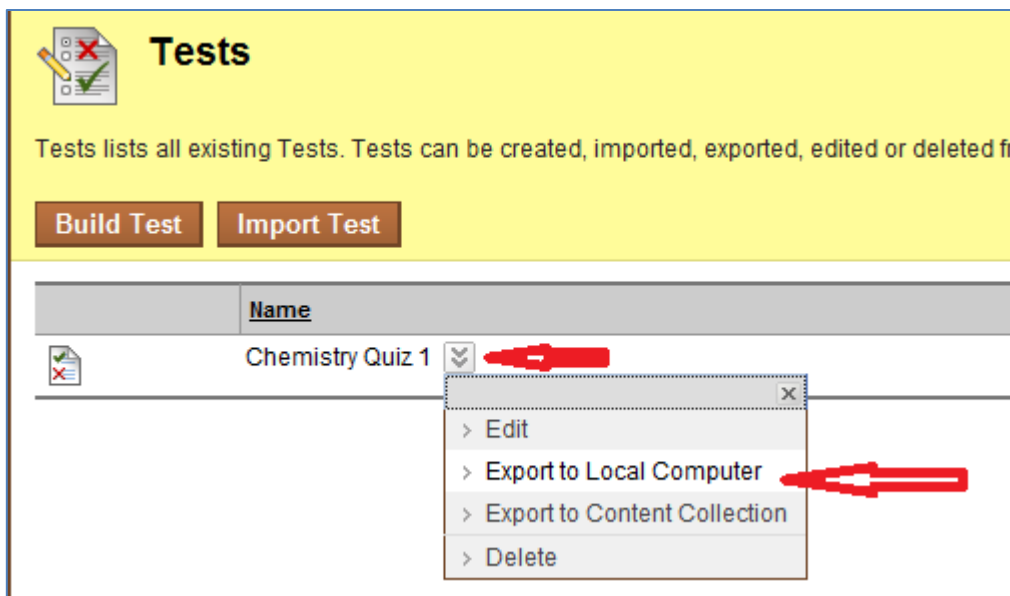 Tests
Tests lists all existing Tests. Tests can be created, imported, exported, edited or deleted
Build Test Import Test
Name
Chemistry Quiz 1
Edit
Export to Local Computer
Export to Content Collection
Delete